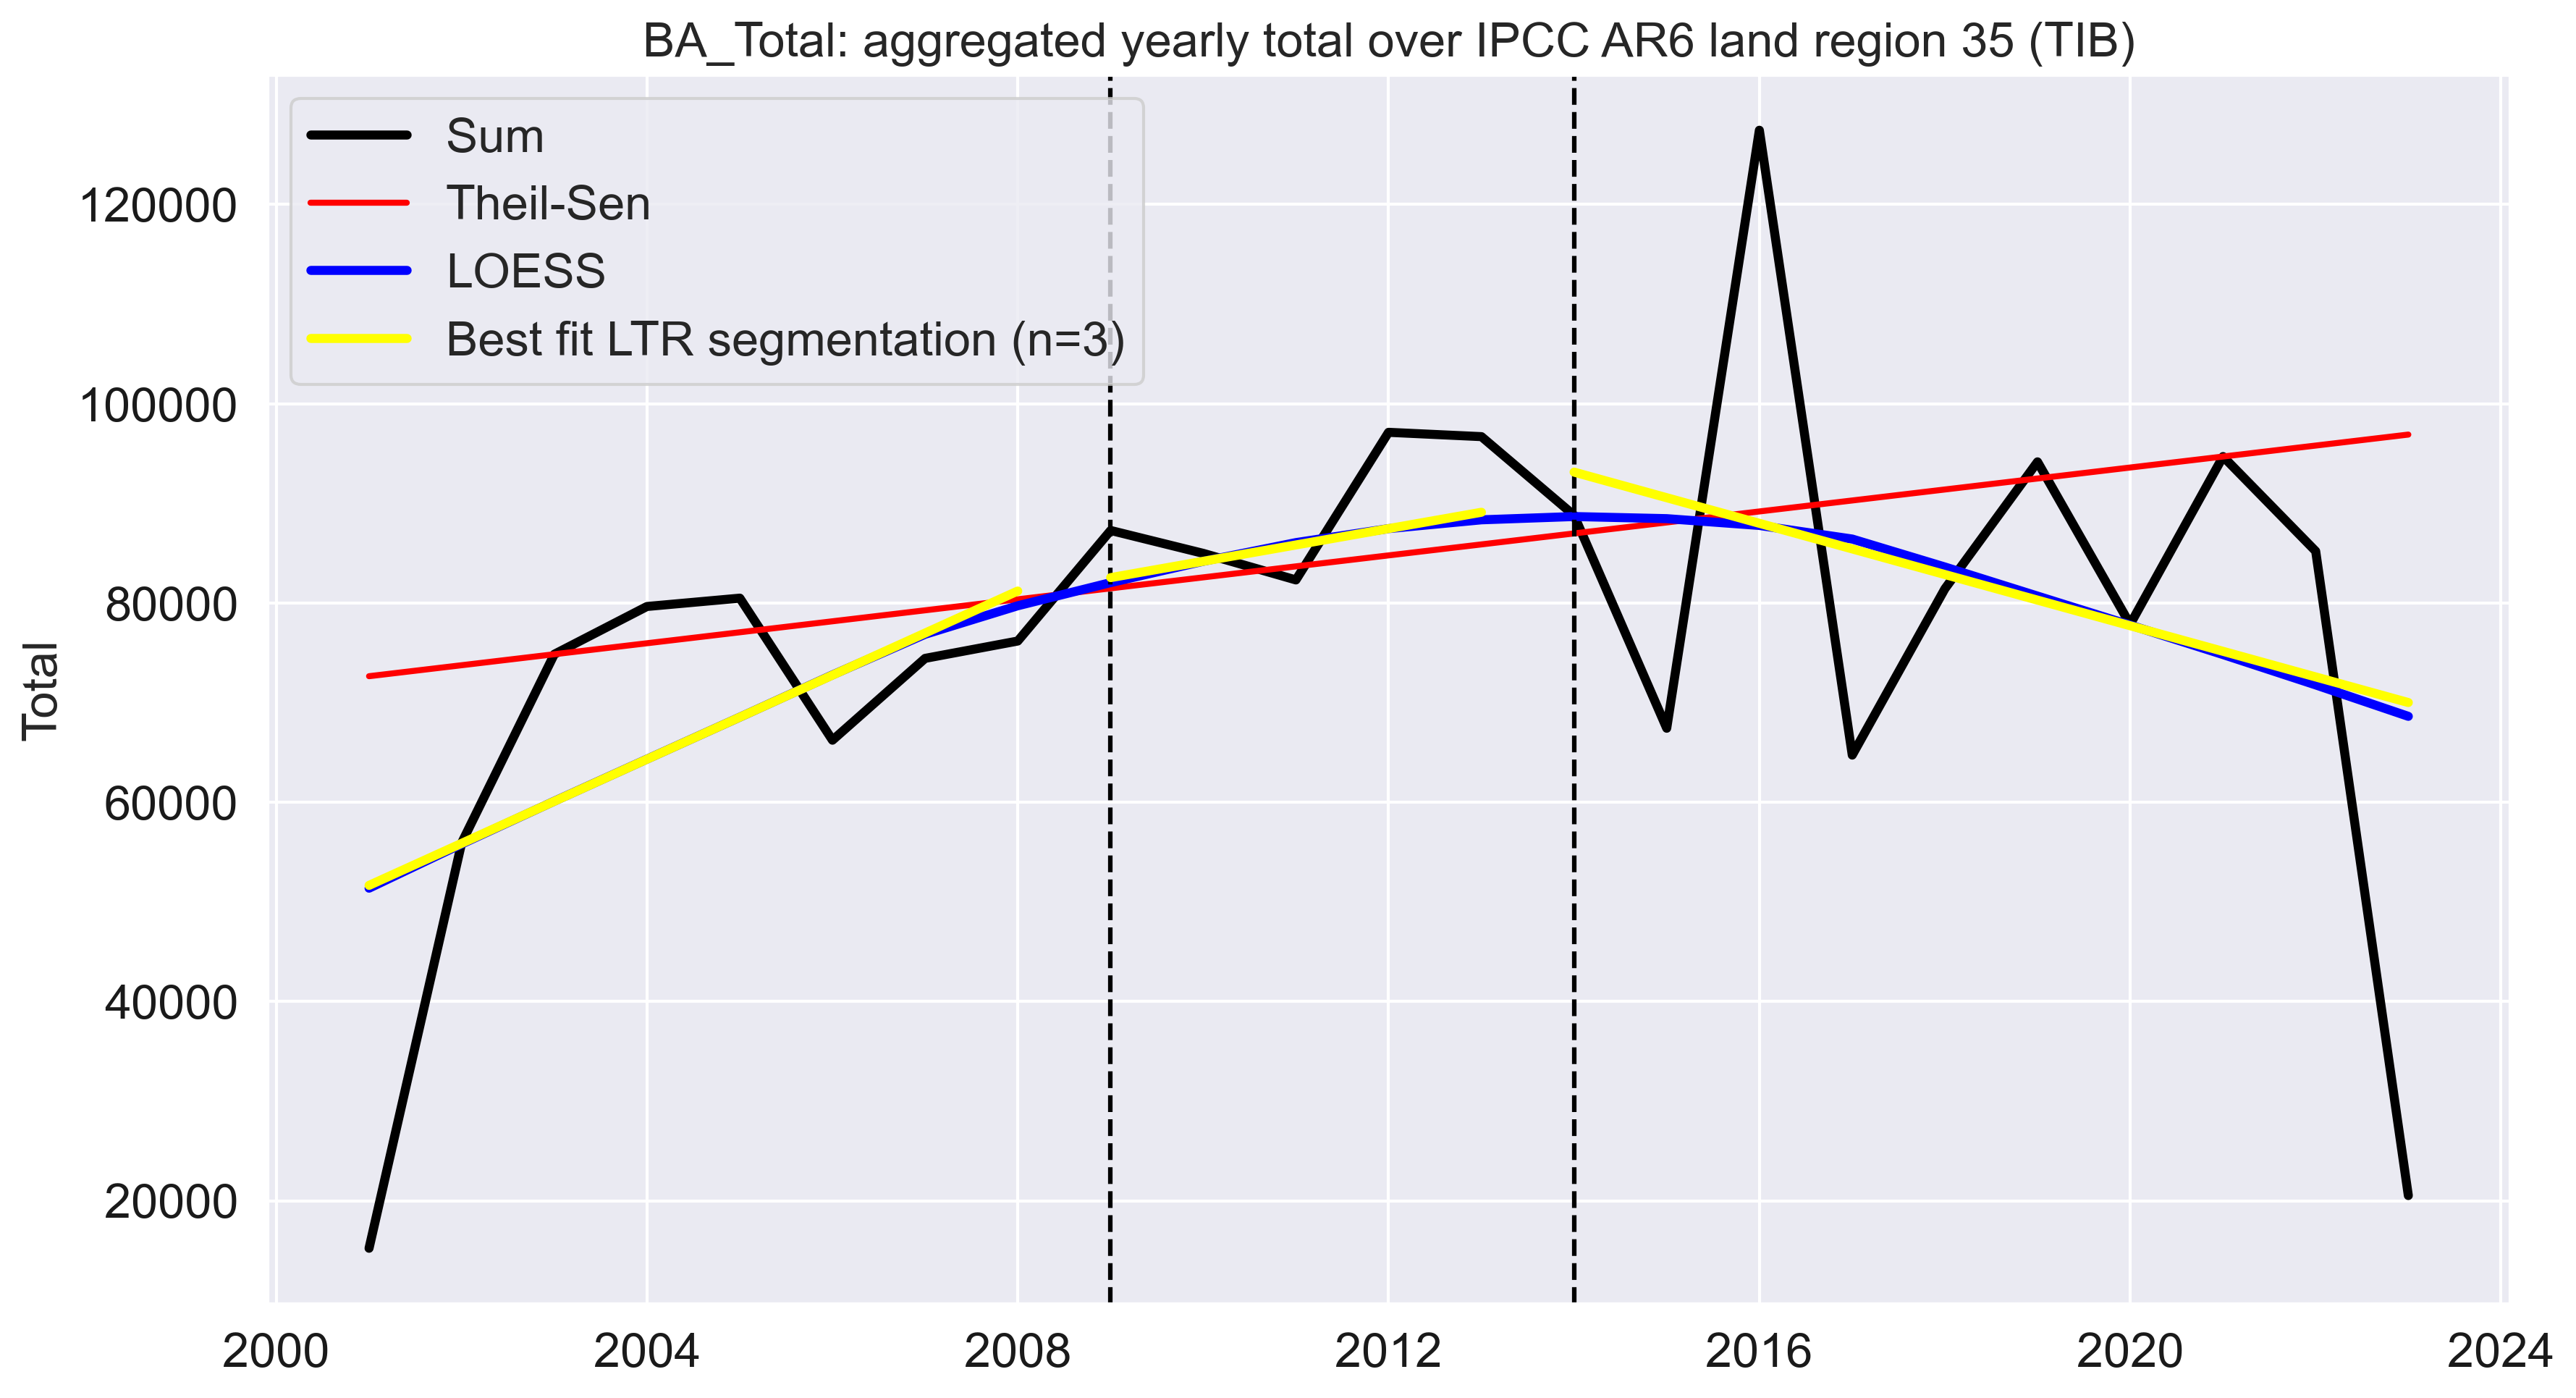 BA_Total: aggregated yearly total over IPCC AR6 land region 35 (TIB)
Sum
Theil-Sen
LOESS
Best fit LTR segmentation (n=3)
Total
120000
100000
80000
60000
40000
20000
2000 2004 2008 2012 2016 2020 2024